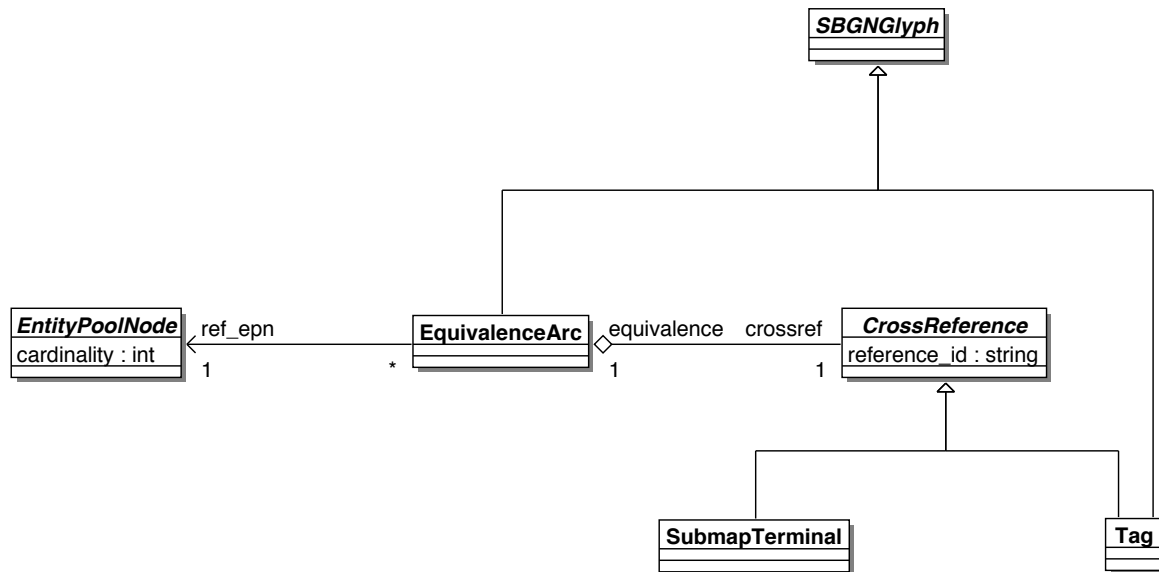 SBGNGlyph
EntityPoolNode
cardinality : int
ref_epn
1
*
EquivalenceArc
equivalence
1
crossref
1
CrossReference
reference_id : string
SubmapTerminal
Tag